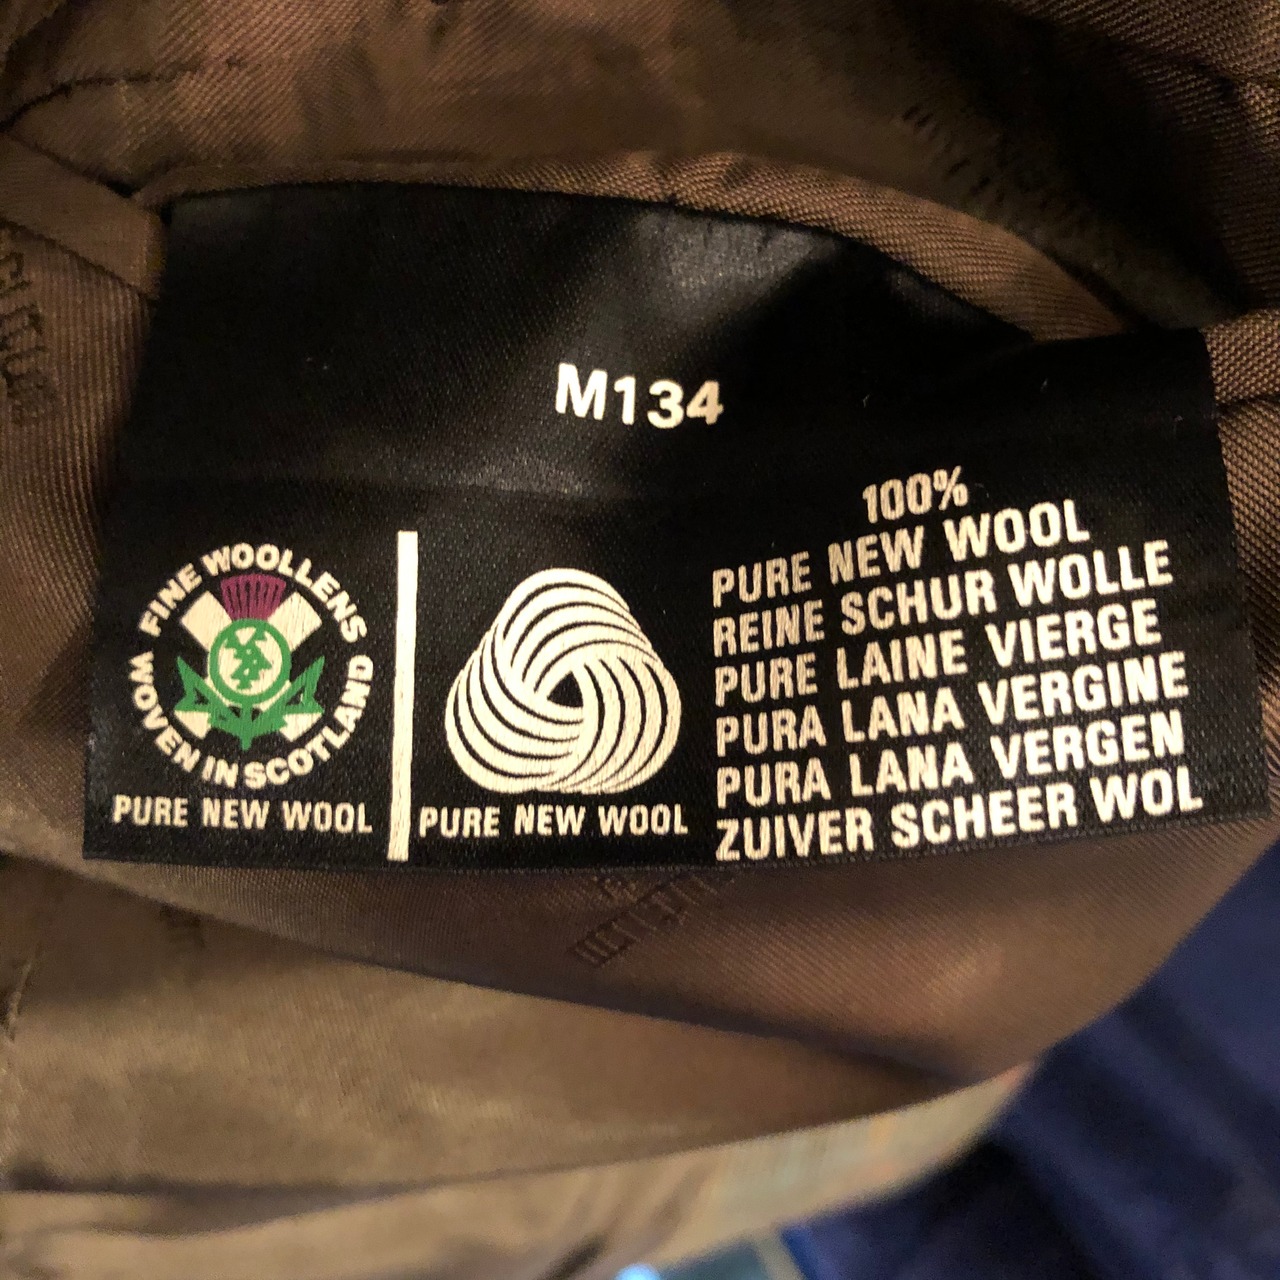 M134
FINE WOOLLENS
WOVEN IN SCOTLAND
PURE NEW WOOL
PURE NEW WOOL
100%
PURE NEW WOOL
REINE SCHUR WOLLE
PURE LAINE VIERGE
PURA LANA VERGINE
PURA LANA VERGEN
ZUIVER SCHEER WOL